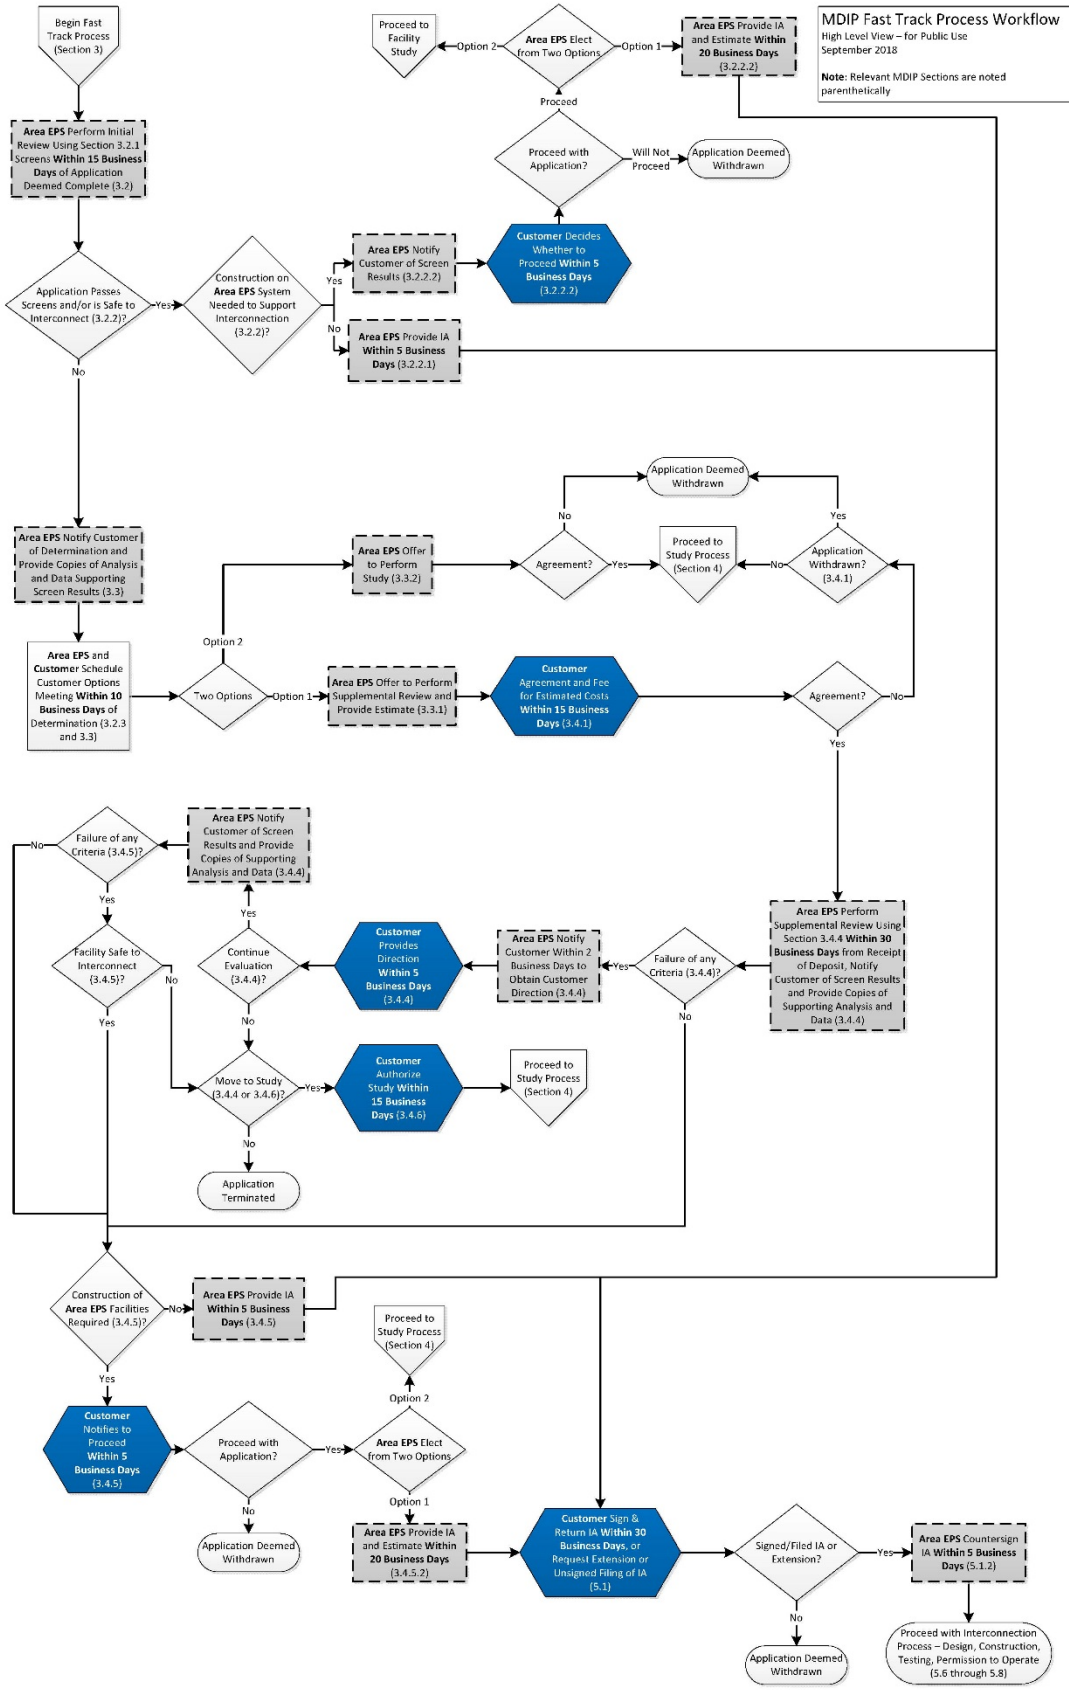 MDIP Fast Track Process Workflow
High Level View – for Public Use
September 2018
Note: Relevant MDIP Sections are noted
parenthetically
Begin Fast
Track Process
(Section 3)
Proceed to
Facility
Study
Option 2
Area EPS Elect
from Two Options
Option 1
Area EPS Provide IA
and Estimate Within
20 Business Days
(3.2.2.2)
Proceed
Area EPS Perform Initial
Review Using Section 3.2.1
Screens Within 15 Business
Days of Application
Deemed Complete (3.2)
Proceed with
Application?
Will Not
Proceed
Application Deemed
Withdrawn
Application Passes
Screens and/or is Safe to
Interconnect (3.2.2)?
Yes
Construction on
Area EPS System
Needed to Support
Interconnection
(3.2.2)?
Yes
Area EPS Notify
Customer of Screen
Results (3.2.2.2)
Customer Decides
Whether to
Proceed Within 5
Business Days
(3.2.2.2)
No
Area EPS Provide IA
Within 5 Business
Days (3.2.2.1)
No
Area EPS Notify Customer
of Determination and
Provide Copies of Analysis
and Data Supporting
Screen Results (3.3)
Application Deemed
Withdrawn
No
Yes
Area EPS Offer
to Perform
Study (3.3.2)
Agreement?
Yes
Proceed to
Study Process
(Section 4)
No
Application
Withdrawn?
(3.4.1)
Option 2
Area EPS and
Customer Schedule
Customer Options
Meeting Within 10
Business Days of
Determination (3.2.3
and 3.3)
Two Options
Option 1
Area EPS Offer to Perform
Supplemental Review and
Provide Estimate (3.3.1)
Customer
Agreement and Fee
for Estimated Costs
Within 15 Business
Days (3.4.1)
Agreement?
No
Yes
No
Failure of any
Criteria (3.4.5)?
Area EPS Notify
Customer of Screen
Results and Provide
Copies of Supporting
Analysis and Data (3.4.4)
Yes
Yes
Facility Safe to
Interconnect
(3.4.5)?
No
Continue
Evaluation
(3.4.4)?
Customer
Provides
Direction
Within 5
Business Days
(3.4.4)
Area EPS Notify
Customer Within 2
Business Days to
Obtain Customer
Direction (3.4.4)
Yes
Failure of any
Criteria (3.4.4)?
Area EPS Perform
Supplemental Review Using
Section 3.4.4 Within 30
Business Days from Receipt
of Deposit, Notify
Customer of Screen Results
and Provide Copies of
Supporting Analysis and
Data (3.4.4)
Yes
No
No
Move to Study
(3.4.4 or 3.4.6)?
Yes
Customer
Authorize
Study Within
15 Business
Days (3.4.6)
Proceed to
Study Process
(Section 4)
No
Application
Terminated
Construction of
Area EPS Facilities
Required (3.4.5)?
No
Area EPS Provide IA
Within 5 Business
Days (3.4.5)
Proceed to
Study Process
(Section 4)
Yes
Option 2
Customer
Notifies to
Proceed
Within 5
Business Days
(3.4.5)
Proceed with
Application?
Yes
Area EPS Elect
from Two Options
No
Option 1
Application Deemed
Withdrawn
Area EPS Provide IA
and Estimate Within
20 Business Days
(3.4.5.2)
Customer Sign &
Return IA Within 30
Business Days, or
Request Extension or
Unsigned Filing of IA
(5.1)
Signed/Filed IA or
Extension?
Yes
Area EPS Countersign
IA Within 5 Business
Days (5.1.2)
No
Application Deemed
Withdrawn
Proceed with Interconnection
Process – Design, Construction,
Testing, Permission to Operate
(5.6 through 5.8)